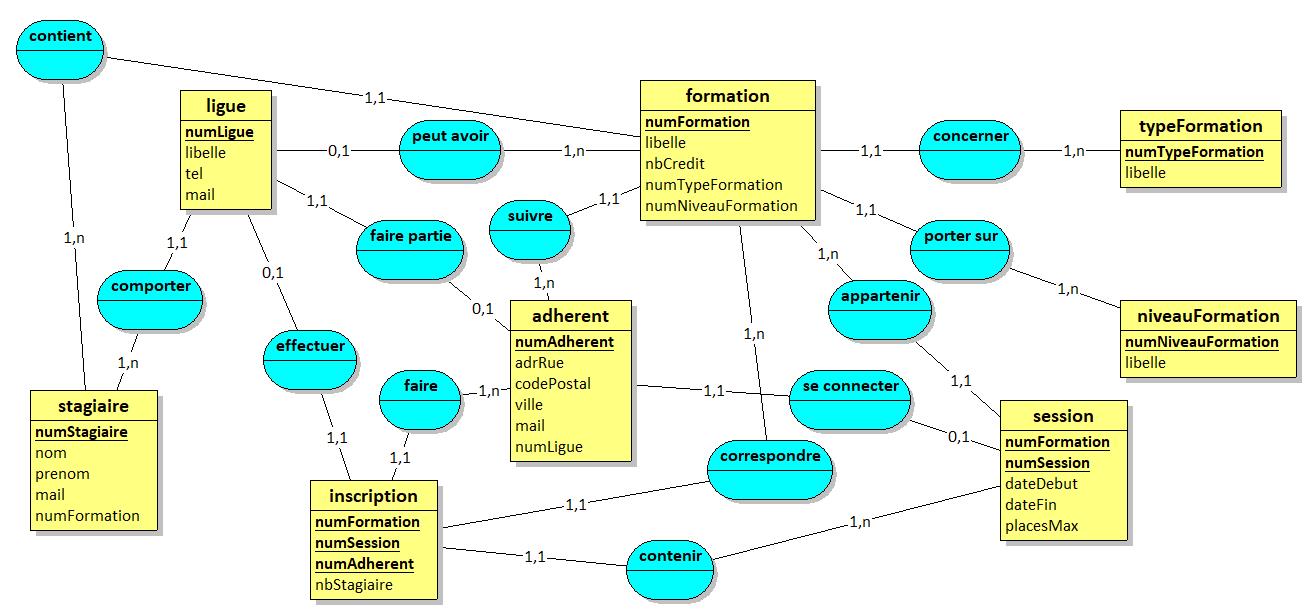 contient
1,1
1,n
ligue
numLigue
libelle
tel
mail
0,1
peut avoir
1,n
formation
numFormation
libelle
nbCredit
numTypeFormation
numNiveauFormation
1,1
concerner
1,n
typeFormation
numTypeFormation
libelle
1,1
faire partie
0,1
suivre
1,1
1,n
1,1
porter sur
1,n
niveauFormation
numNiveauFormation
libelle
1,1
comporter
1,n
0,1
effectuer
1,1
1,n
appartenir
1,1
adherent
numAdherent
adrRue
codePostal
ville
mail
numLigue
faire
1,n
1,1
1,1
se connecter
0,1
1,n
correspondre
1,1
session
numFormation
numSession
dateDebut
dateFin
placesMax
stagiaire
numStagiaire
nom
prenom
mail
numFormation
inscription
numFormation
numSession
numAdherent
nbStagiaire
1,1
contenir
1,n